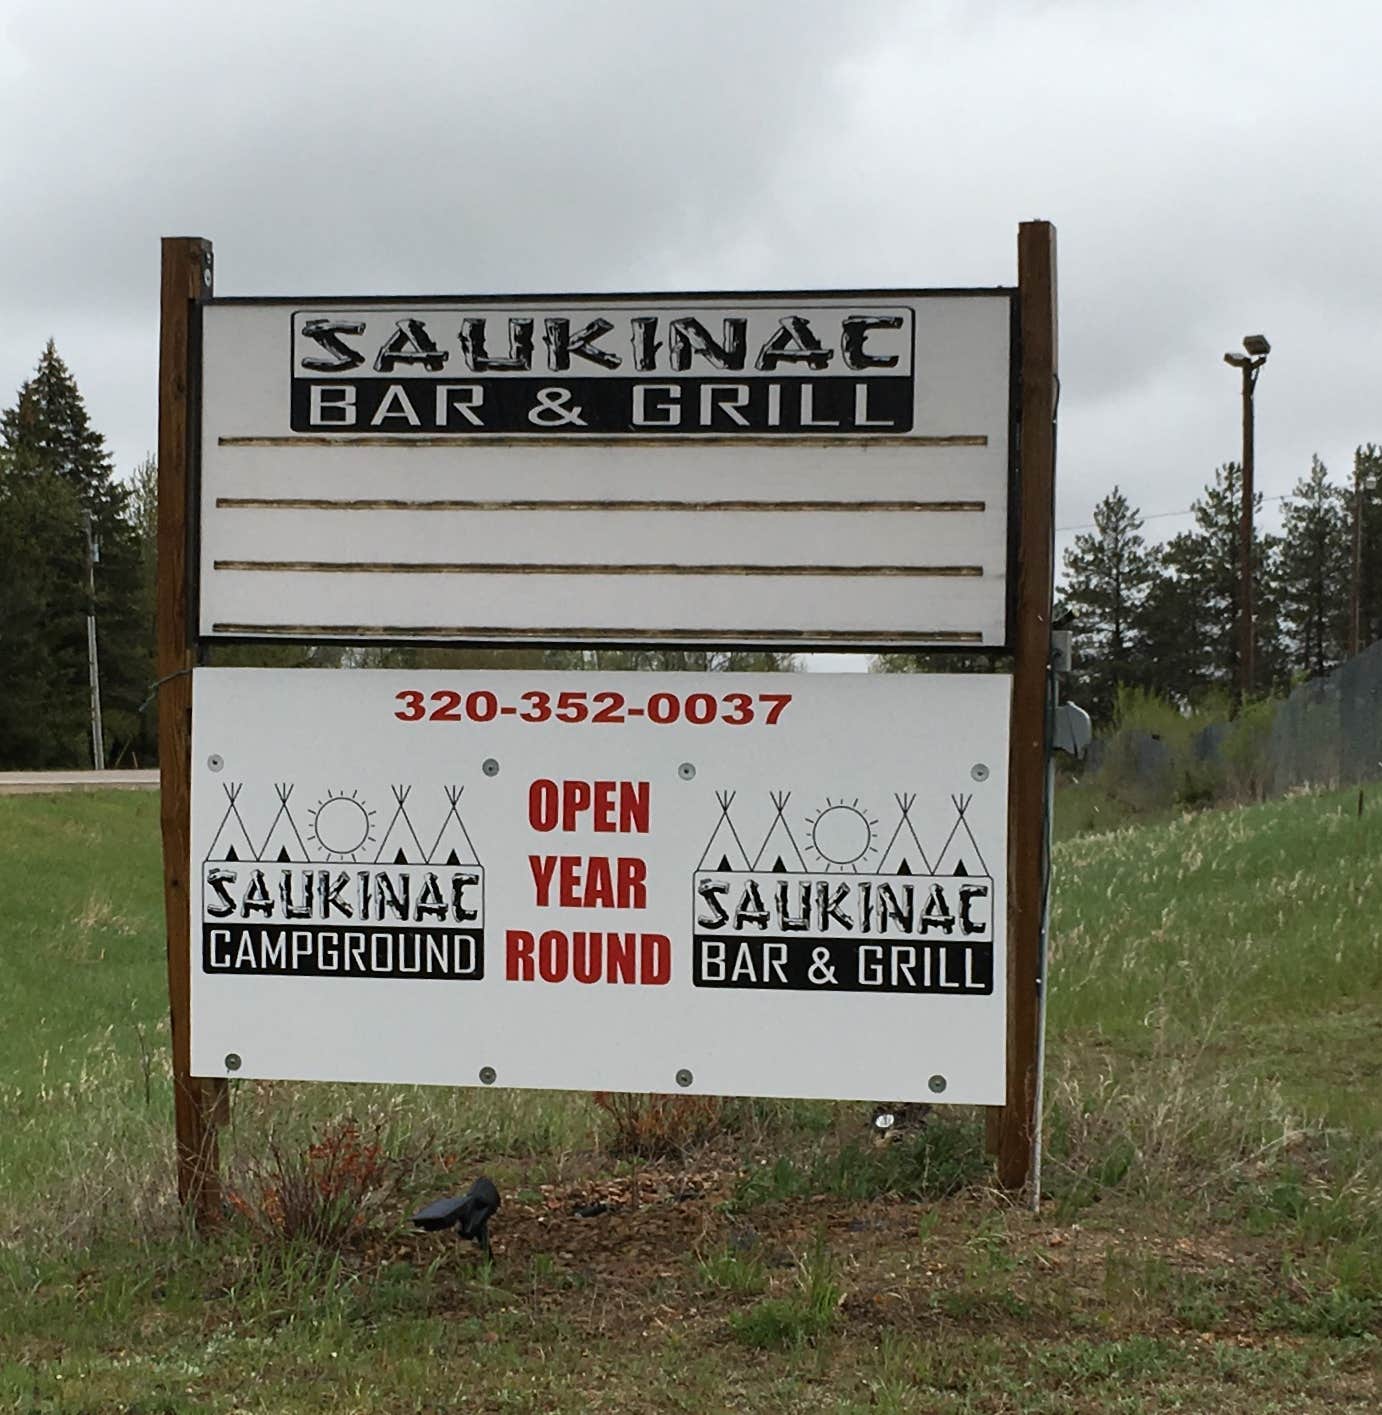 SAUKINAC
BAR & GRILL
320-352-0037
SAUKINAC
CAMPGROUND
OPEN
YEAR
ROUND
SAUKINAC
BAR & GRILL